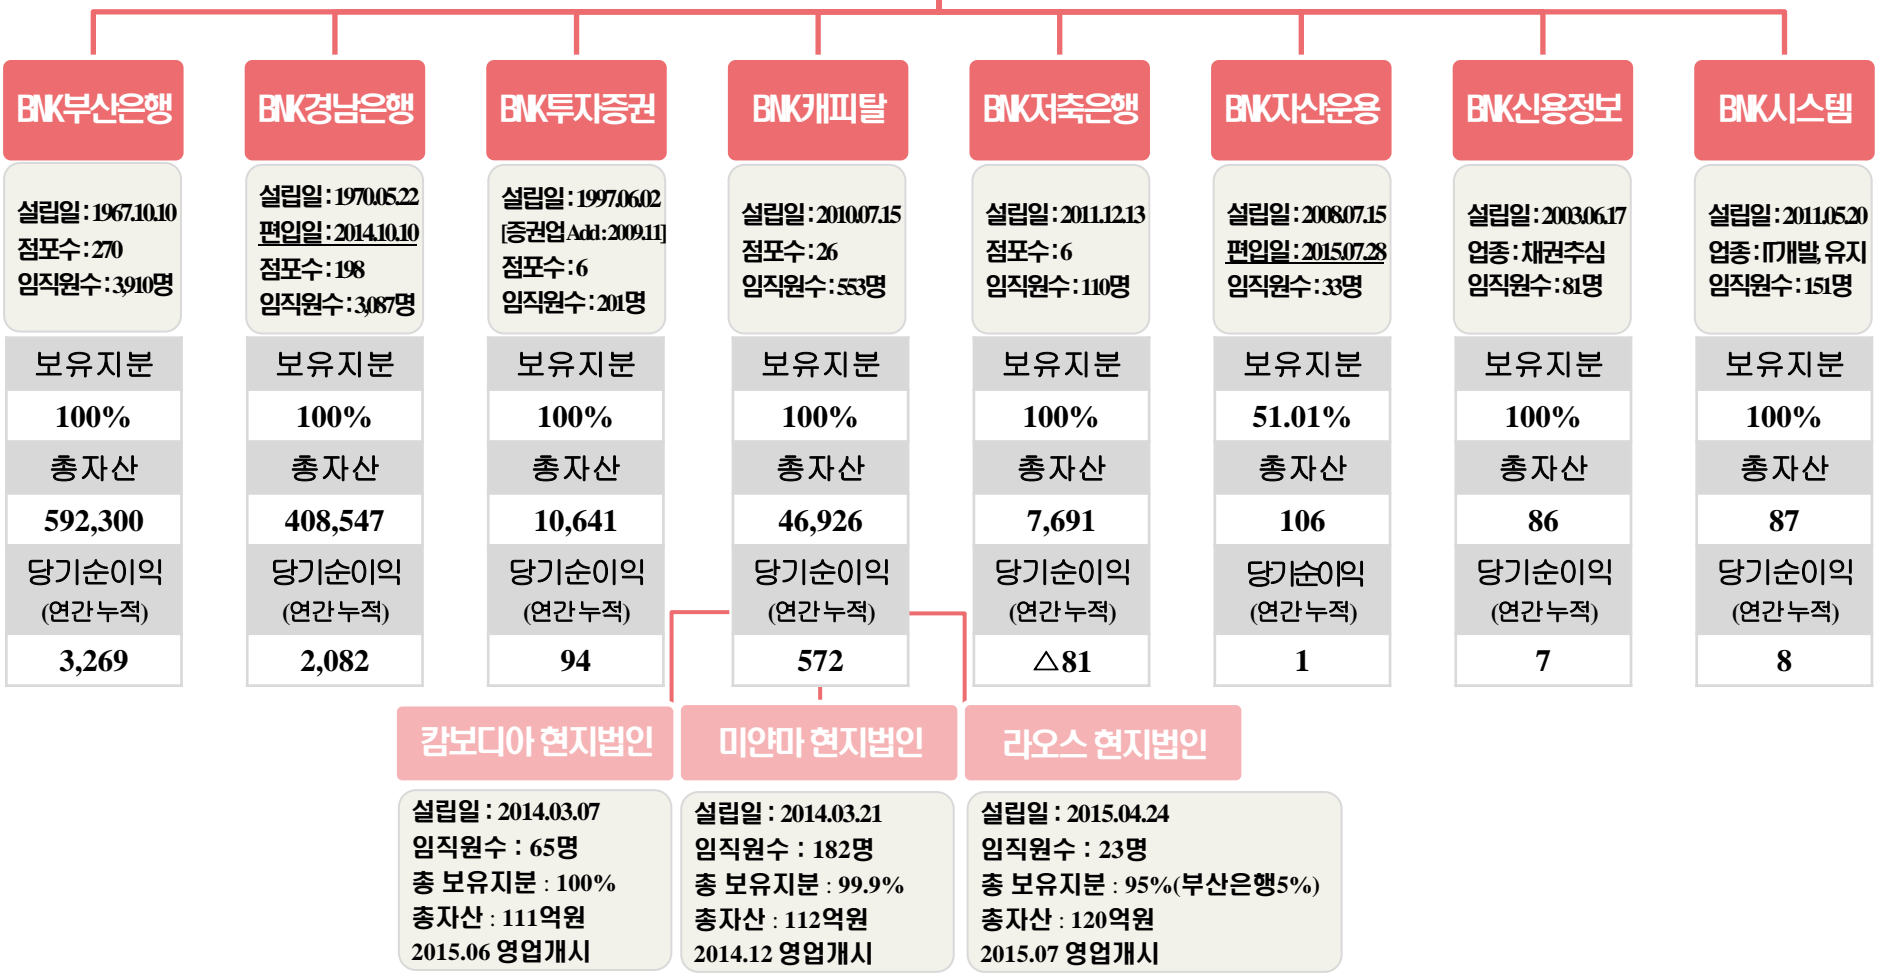 BNK부산은행
설립일 : 1967.10.10
점포수 : 270
임직원수 : 3,910명
보유지분
100%
총자산
592,300
당기순이익
(연간 누적)
3,269
BNK경남은행
설립일 : 1970.05.22
편입일 : 2014.10.10
점포수 : 198
임직원수 : 3,087명
보유지분
100%
총자산
408,547
당기순이익
(연간 누적)
2,082
BNK투자증권
설립일 : 1997.06.02
[증권업 Add : 2009.11]
점포수 : 6
임직원수 : 201명
보유지분
100%
총자산
10,641
당기순이익
(연간 누적)
94
BNK캐피탈
설립일 : 2010.07.15
점포수 : 26
임직원수 : 553명
보유지분
100%
총자산
46,926
당기순이익
(연간 누적)
572
BNK저축은행
설립일 : 2011.12.13
점포수 : 6
임직원수 : 110명
보유지분
100%
총자산
7,691
당기순이익
(연간 누적)
△81
BNK자산운용
설립일 : 2008.07.15
편입일 : 2015.07.28
임직원수 : 33명
보유지분
51.01%
총자산
106
당기순이익
(연간 누적)
1
BNK신용정보
설립일 : 2003.06.17
업종 : 채권추심
임직원수 : 81명
보유지분
100%
총자산
86
당기순이익
(연간 누적)
7
BNK시스템
설립일 : 2011.05.20
업종 : IT개발, 유지
임직원수 : 151명
보유지분
100%
총자산
87
당기순이익
(연간 누적)
8
캄보디아 현지법인
설립일 : 2014.03.07
임직원수 : 65명
총 보유지분 : 100%
총자산 : 111억원
2015.06 영업개시
미얀마 현지법인
설립일 : 2014.03.21
임직원수 : 182명
총 보유지분 : 99.9%
총자산 : 112억원
2014.12 영업개시
라오스 현지법인
설립일 : 2015.04.24
임직원수 : 23명
총 보유지분 : 95%(부산은행5%)
총자산 : 120억원
2015.07 영업개시